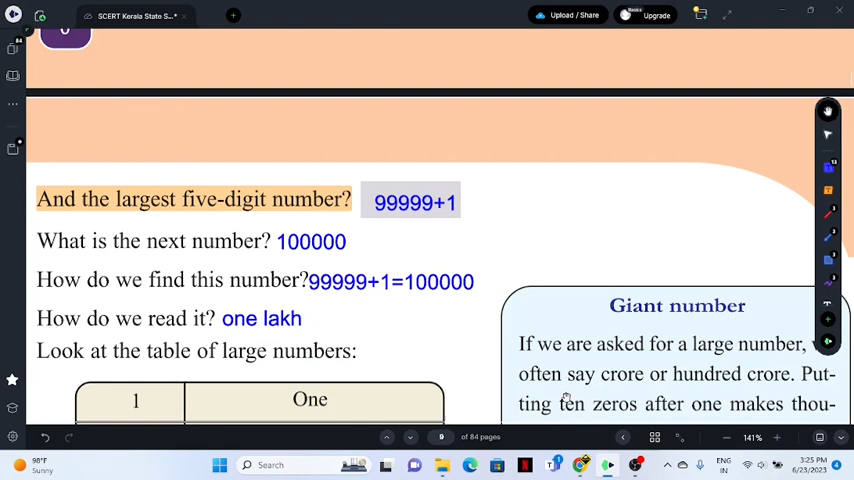 SCERT Kerala State S...*
Upload / Share
Basics
Upgrade
84
And the largest five-digit number? 99999+1
What is the next number? 100000
How do we find this number?99999+1=100000
How do we read it? one lakh
Look at the table of large numbers:
1 One
Giant number
If we are asked for a large number,
often say crore or hundred crore. Put-
ting ten zeros after one makes thou-
9 of 84 pages
141%
98°F
Sunny
Search
ENG
IN
3:25 PM
6/23/2023